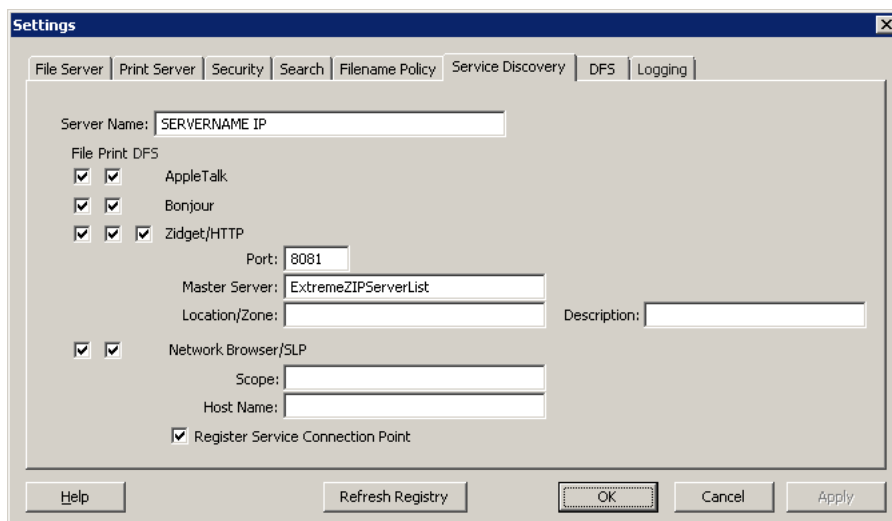 Settings
File Server Print Server Security Search Filename Policy Service Discovery DFS Logging
Server Name: SERVERNAME IP
File Print DFS
AppleTalk
Bonjour
Zidget/HTTP
Port: 8081
Master Server: ExtremeZIPServerList
Location/Zone: Description:
Network Browser/SLP
Scope:
Host Name:
Register Service Connection Point
Help Refresh Registry OK Cancel Apply